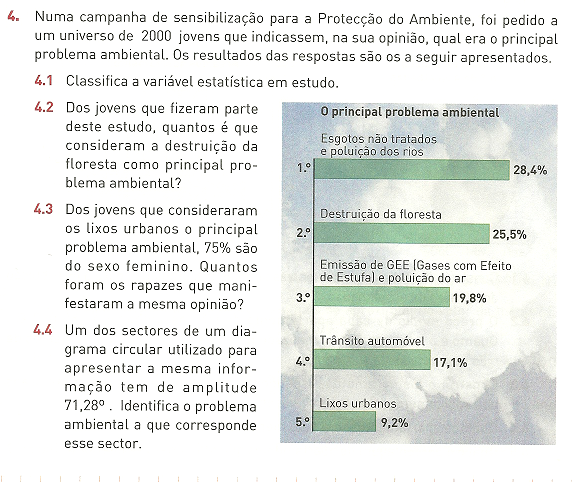 4. Numa campanha de sensibilização para a Protecção do Ambiente, foi pedido a
um universo de 2000 jovens que indicassem, na sua opinião, qual era o principal
problema ambiental. Os resultados das respostas são os a seguir apresentados.
4.1 Classifica a variável estatística em estudo.
4.2 Dos jovens que fizeram parte
deste estudo, quantos é que
consideram a destruição da
floresta como principal pro-
blema ambiental?
4.3 Dos jovens que consideraram
os lixos urbanos o principal
problema ambiental, 75% são
do sexo feminino. Quantos
foram os rapazes que mani-
festaram a mesma opinião?
4.4 Um dos sectores de um dia-
grama circular utilizado para
apresentar a mesma infor-
mação tem de amplitude
71,28º . Identifica o problema
ambiental a que corresponde
esse sector.
O principal problema ambiental
Esgotos não tratados
e poluição dos rios
1.º 28,4%
Destruição da floresta
2.º 25,5%
Emissão de GEE (Gases com Efeito
de Estufa) e poluição do ar
3.º 19,8%
Trânsito automóvel
4.º 17,1%
Lixos urbanos
5.º 9,2%